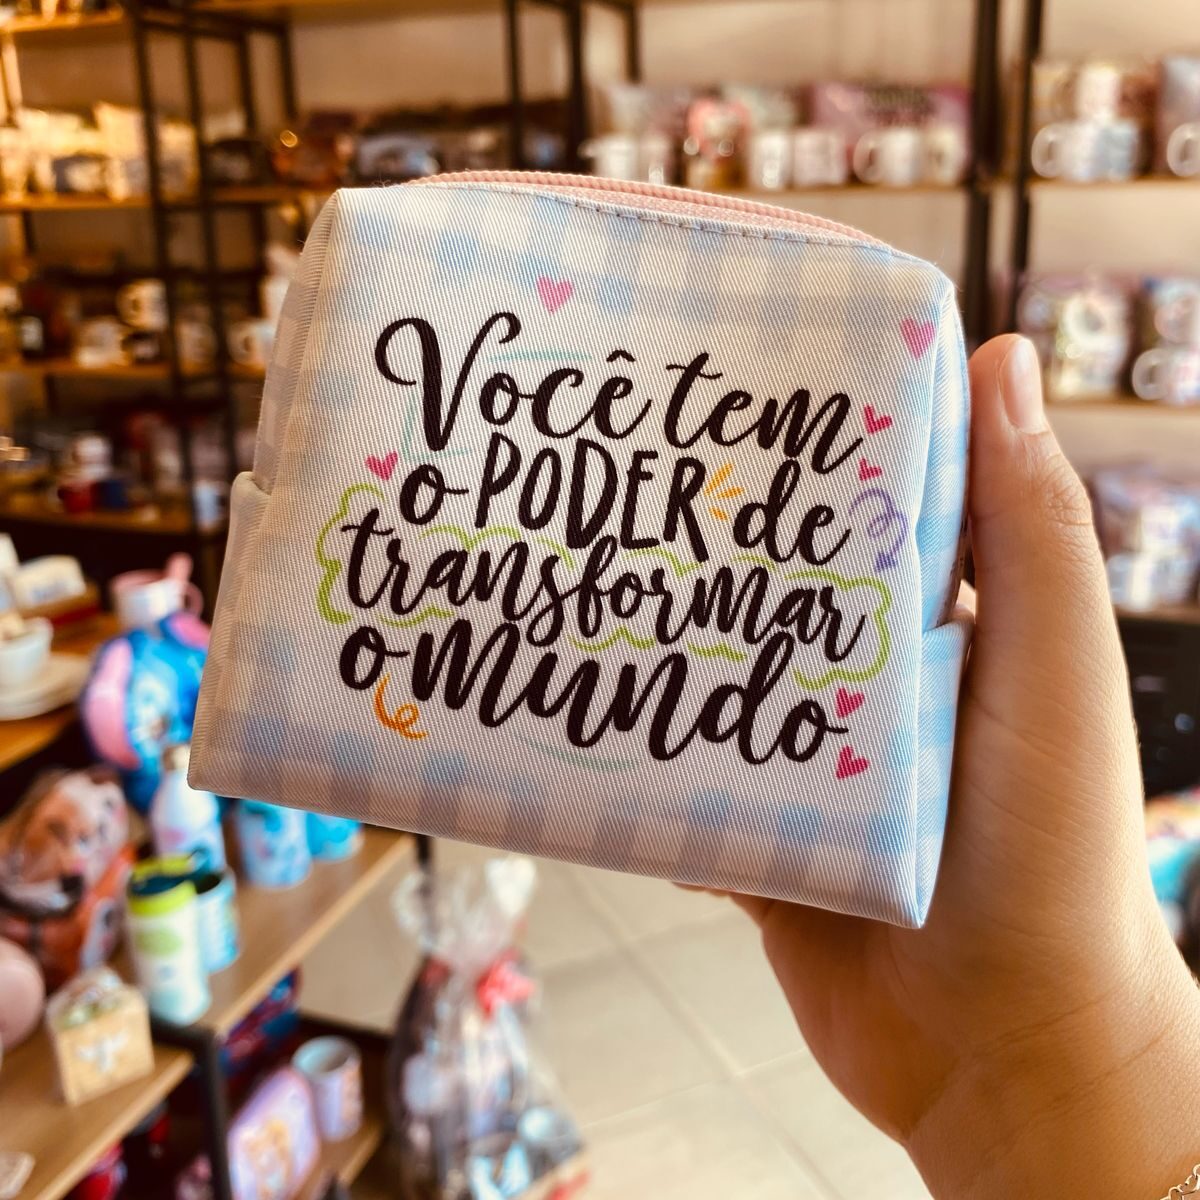 Você tem
o PODER de
transformar
o mundo